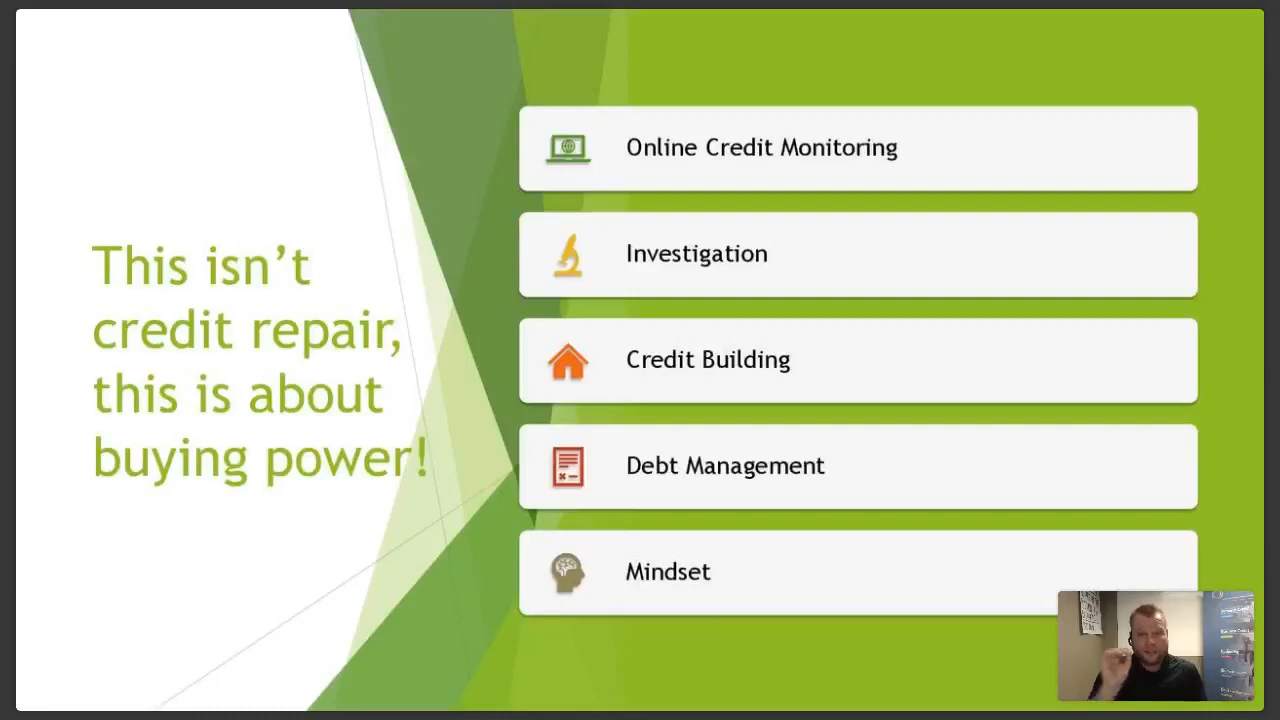 This isn’t
credit repair,
this is about
buying power!
Online Credit Monitoring
Investigation
Credit Building
Debt Management
Mindset